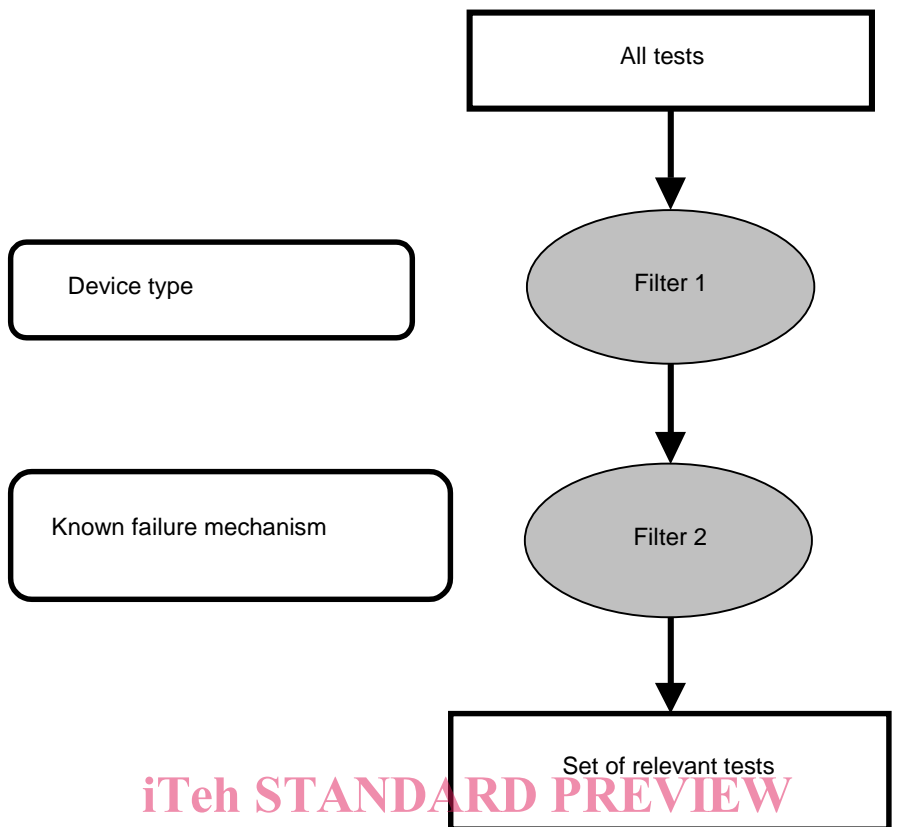 All tests
Device type
Filter 1
Known failure mechanism
Filter 2
Set of relevant tests
iTeh STANDARD PREVIEW